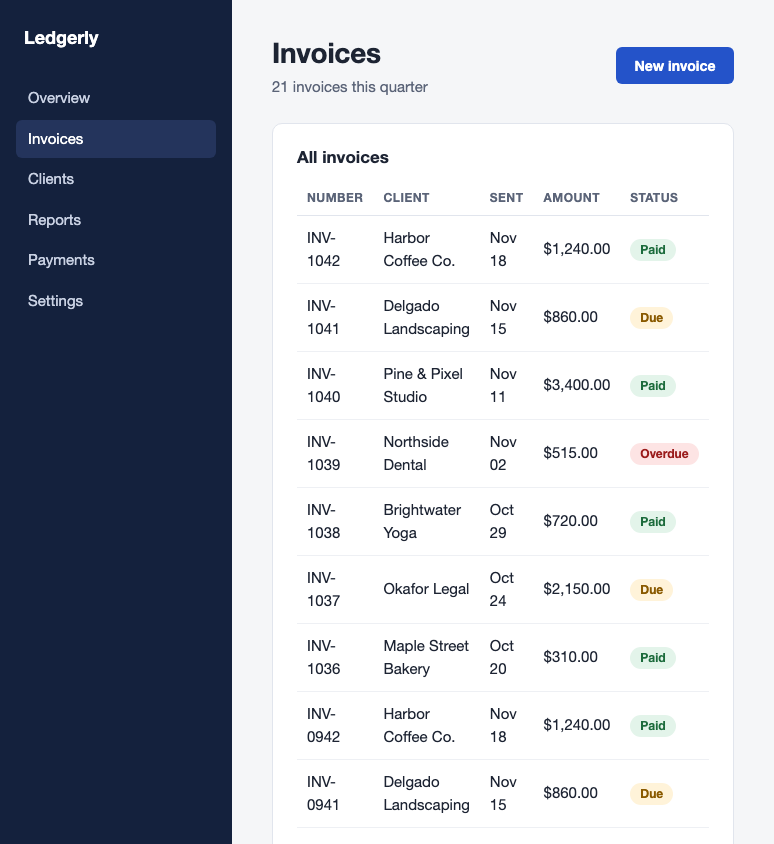 Ledgerly
Overview
Invoices
Clients
Reports
Payments
Settings
Invoices
21 invoices this quarter
New invoice
All invoices
NUMBER CLIENT SENT AMOUNT STATUS
INV-1042 Harbor Coffee Co. Nov 18 $1,240.00 Paid
INV-1041 Delgado Landscaping Nov 15 $860.00 Due
INV-1040 Pine & Pixel Studio Nov 11 $3,400.00 Paid
INV-1039 Northside Dental Nov 02 $515.00 Overdue
INV-1038 Brightwater Yoga Oct 29 $720.00 Paid
INV-1037 Okafor Legal Oct 24 $2,150.00 Due
INV-1036 Maple Street Bakery Oct 20 $310.00 Paid
INV-0942 Harbor Coffee Co. Nov 18 $1,240.00 Paid
INV-0941 Delgado Landscaping Nov 15 $860.00 Due